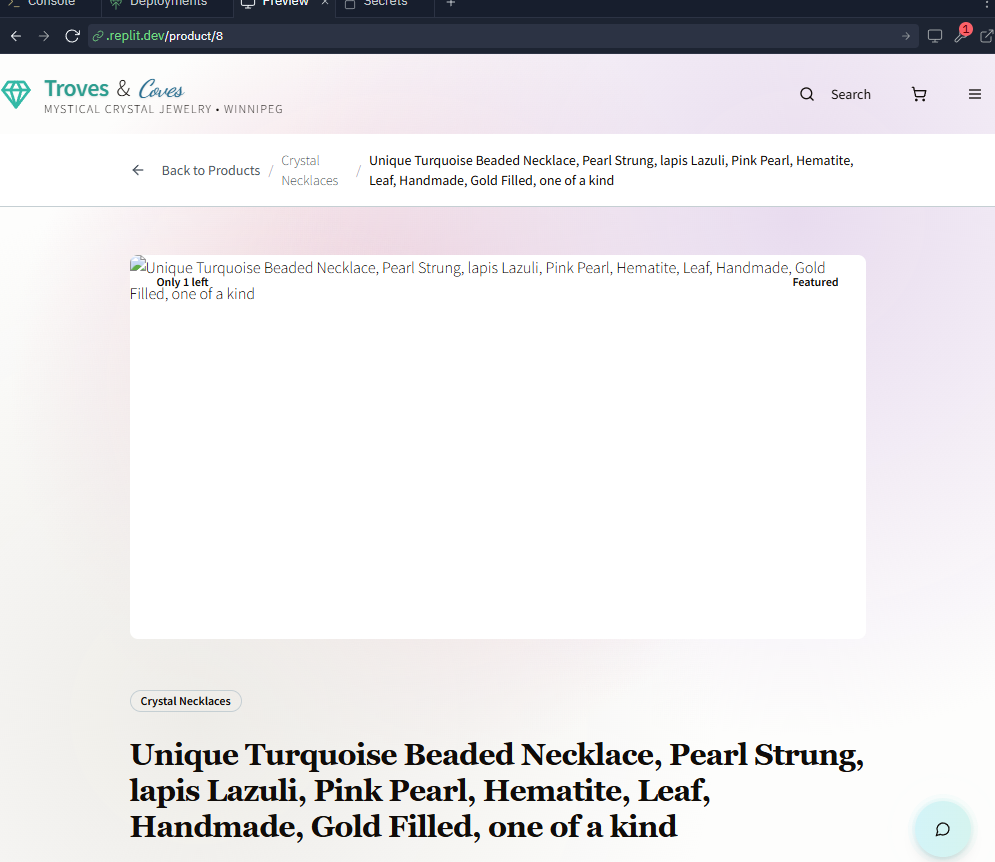 Console
Deployments
Preview
Secrets
.replit.dev/product/8
1
Troves & Coves
MYSTICAL CRYSTAL JEWELRY • WINNIPEG
Search
Back to Products / Crystal Necklaces / Unique Turquoise Beaded Necklace, Pearl Strung, lapis Lazuli, Pink Pearl, Hematite,
Leaf, Handmade, Gold Filled, one of a kind
Unique Turquoise Beaded Necklace, Pearl Strung, lapis Lazuli, Pink Pearl, Hematite, Leaf, Handmade, Gold
Only 1 left
Featured
Filled, one of a kind
Crystal Necklaces
Unique Turquoise Beaded Necklace, Pearl Strung,
lapis Lazuli, Pink Pearl, Hematite, Leaf,
Handmade, Gold Filled, one of a kind